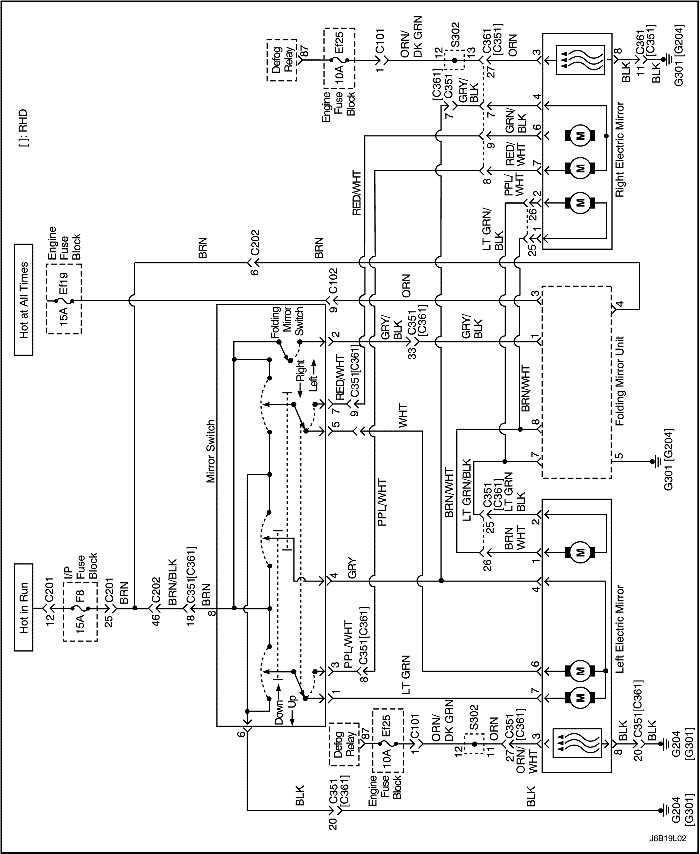 [ ]: RHD
Hot in Run
12
C201
15A
F8
I/P
Fuse
Block
25
C201
BRN
46
C202
BRN/BLK
18
C351[C361]
BRN
8
Hot at All Times
15A
Ef19
Engine
Fuse
Block
BRN
6
C202
BRN
9
C102
ORN
Mirror Switch
Folding
Mirror
Switch
Right
Left
Down
Up
6
1
3
4
5
7
2
LT GRN
PPL/WHT
8
C351[C361]
GRY
WHT
RED/WHT
9
C351[C361]
GRY/
BLK
33
C351
[C361]
GRY/
BLK
RED/WHT
PPL/WHT
BRN/WHT
LT GRN/BLK
BRN/WHT
BLK
20
C351
[C361]
BLK
G204
[G301]
Defog
Relay
87
Engine
Fuse
Block
10A
Ef25
1
C101
ORN/
DK GRN
12
S302
11
ORN
27
C351
[C361]
ORN/
WHT
3
7
6
4
1
2
Left Electric Mirror
M
M
M
8
BLK
20
C351[C361]
BLK
G204
[G301]
26
25
C351
[C361]
BRN
WHT
LT GRN
BLK
7
8
1
3
5
4
Folding Mirror Unit
G301 [G204]
Defog
Relay
87
Engine
Fuse
Block
10A
Ef25
1
C101
ORN/
DK GRN
12
S302
13
27
C361
[C351]
ORN
3
[C361]
C351
7
GRY/
BLK
7
4
9
GRN/
BLK
6
8
RED/
WHT
7
PPL/
WHT
26
2
LT GRN/
BLK
25
1
M
M
M
Right Electric Mirror
8
BLK
11
C361
[C351]
BLK
G301 [G204]
J6B19L02